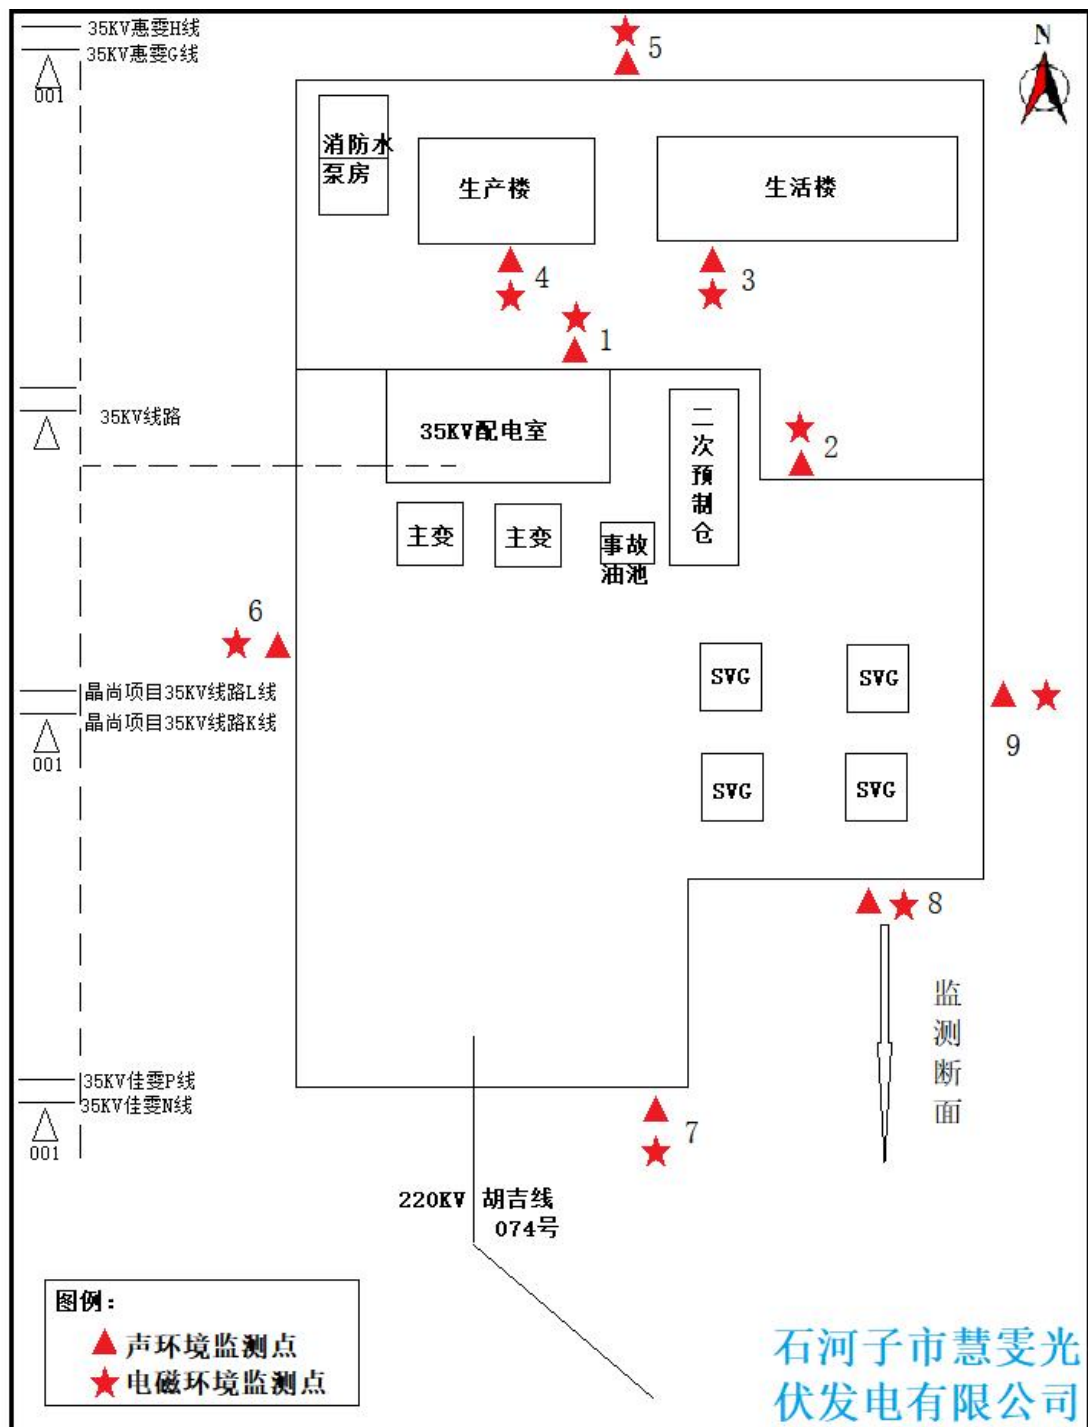 35KV惠雯H线
35KV惠雯G线
001
5
N
消防水
泵房
生产楼
生活楼
4
3
1
35KV线路
35KV配电室
二
次
预
制
仓
2
主变
主变
事故
油池
6
晶尚项目35KV线路L线
晶尚项目35KV线路K线
001
SVG
SVG
9
SVG
SVG
8
监
测
断
面
35KV佳雯P线
35KV佳雯N线
001
7
220KV 胡吉线
074号
图例：
声环境监测点
电磁环境监测点
石河子市慧雯光
伏发电有限公司